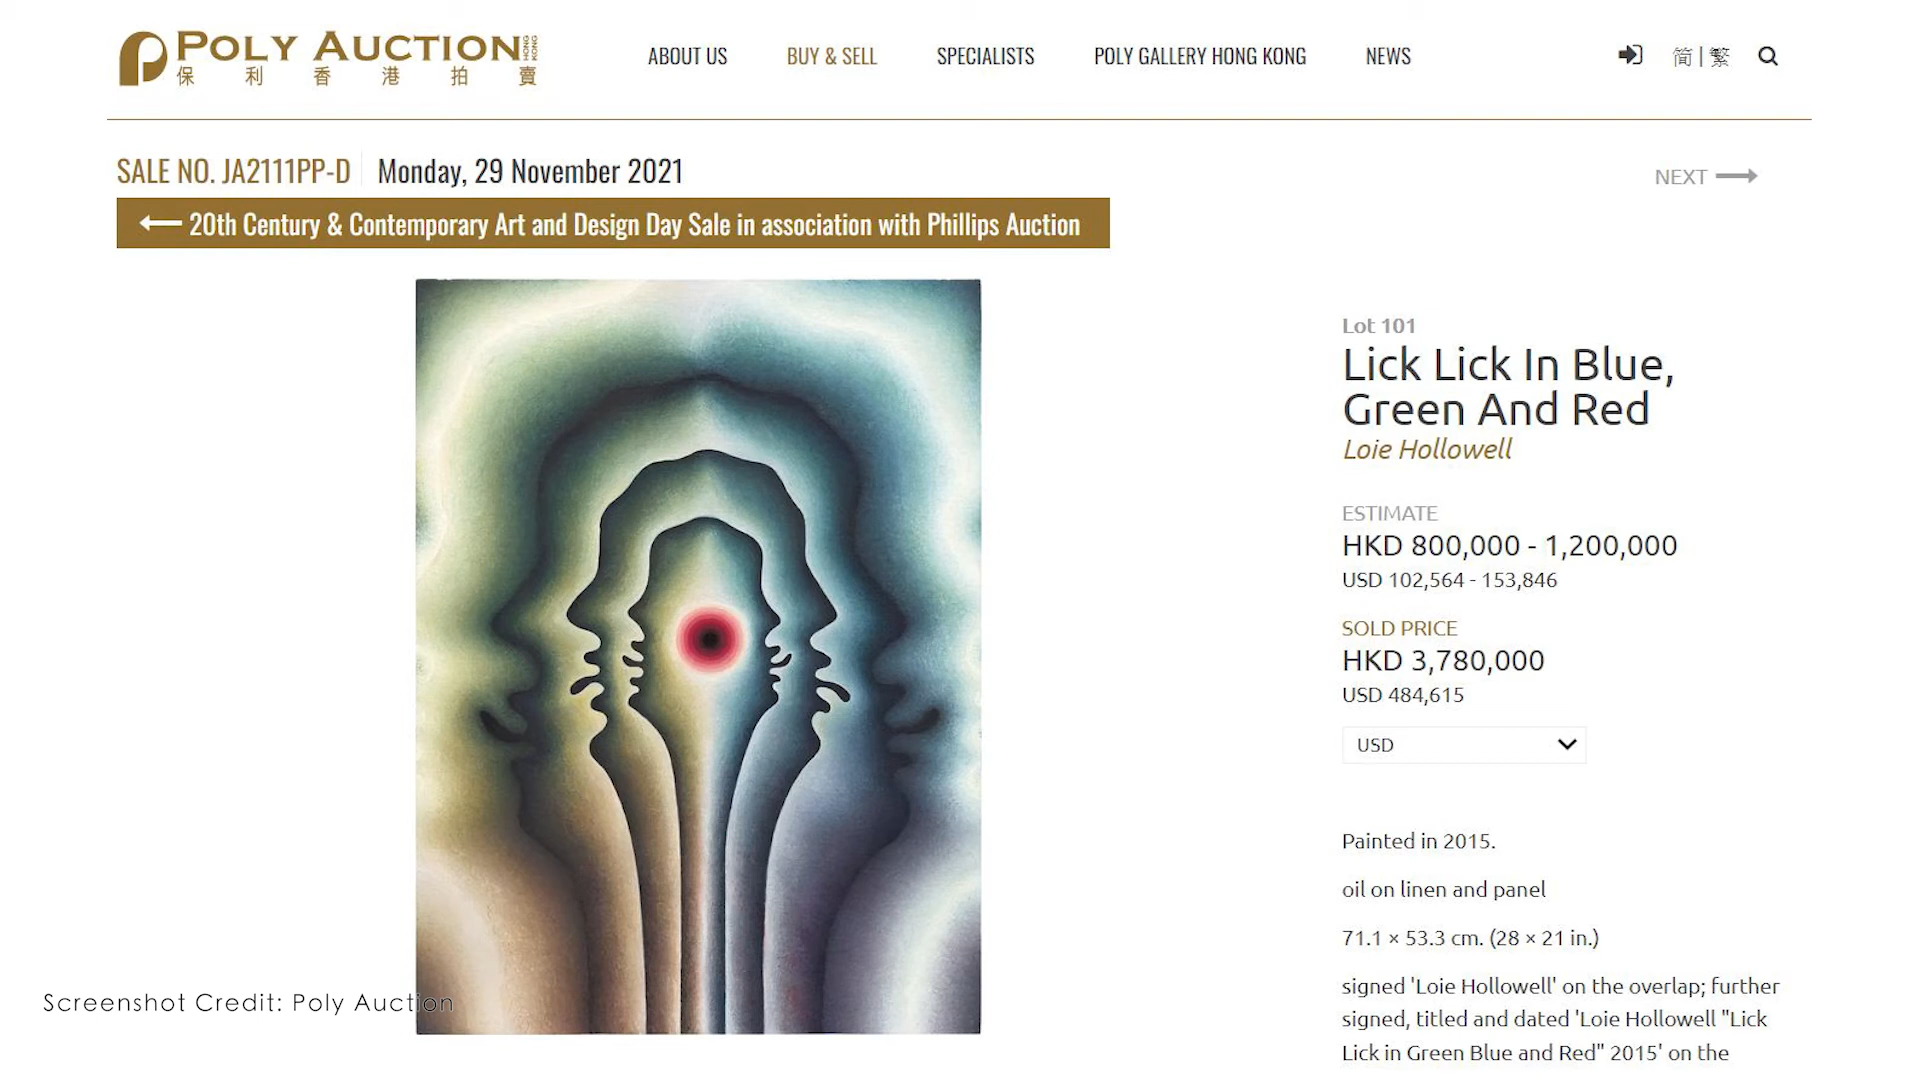 POLY AUCTION HONG KONG
保利香港拍賣
ABOUT US
BUY & SELL
SPECIALISTS
POLY GALLERY HONG KONG
NEWS
简 | 繁
SALE NO. JA2111PP-D
Monday, 29 November 2021
NEXT
20th Century & Contemporary Art and Design Day Sale in association with Phillips Auction
Lot 101
Lick Lick In Blue,
Green And Red
Loie Hollowell
ESTIMATE
HKD 800,000 - 1,200,000
USD 102,564 - 153,846
SOLD PRICE
HKD 3,780,000
USD 484,615
USD
Painted in 2015.
oil on linen and panel
71.1 × 53.3 cm. (28 × 21 in.)
signed 'Loie Hollowell' on the overlap; further
signed, titled and dated 'Loie Hollowell "Lick
Lick in Green Blue and Red" 2015' on the
Screenshot Credit: Poly Auction